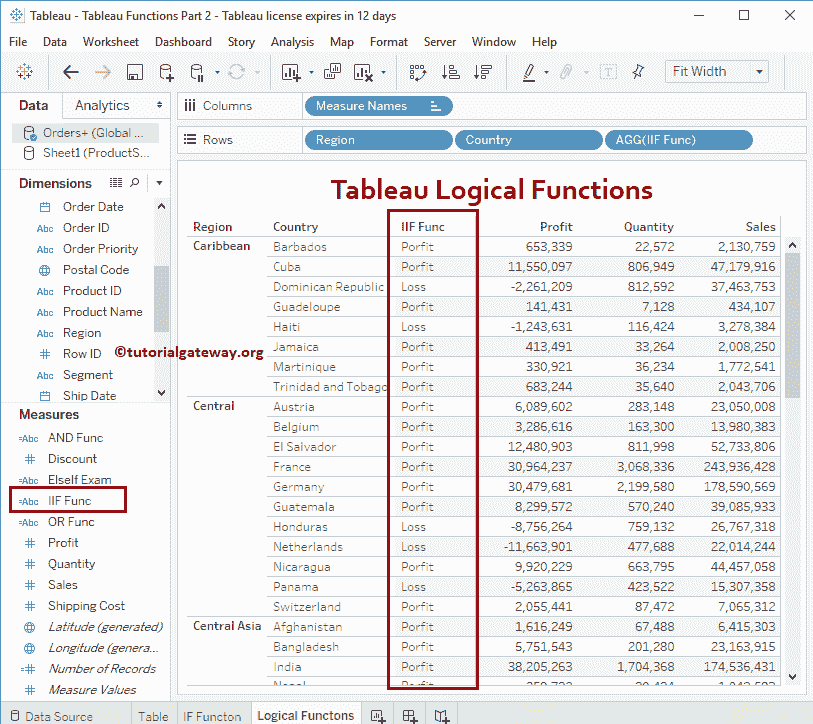 Tableau - Tableau Functions Part 2 - Tableau license expires in 12 days
File Data Worksheet Dashboard Story Analysis Map Format Server Window Help
Fit Width
Data Analytics
Orders+ (Global ...
Sheet1 (ProductS...
Dimensions
Order Date
Abc Order ID
Abc Order Priority
Postal Code
Abc Product ID
Abc Product Name
Abc Region
# Row ID
Abc Segment
Ship Date
Measures
=Abc AND Func
# Discount
=Abc ElseIf Exam
=Abc IIF Func
=Abc OR Func
# Profit
# Quantity
# Sales
# Shipping Cost
Latitude (generated)
Longitude (genera...
=# Number of Records
# Measure Values
Columns Measure Names
Rows Region Country AGG(IIF Func)
Tableau Logical Functions
Region Country IIF Func Profit Quantity Sales
Caribbean Barbados Porfit 653,339 22,572 2,130,759
Cuba Porfit 11,550,097 806,949 47,179,916
Dominican Republic Loss -2,261,209 812,592 37,463,753
Guadeloupe Porfit 141,431 7,128 434,107
Haiti Loss -1,243,631 116,424 3,278,384
Jamaica Porfit 413,491 33,264 2,008,250
Martinique Porfit 330,921 36,234 1,772,541
Trinidad and Tobago Porfit 683,244 35,640 2,043,706
Central Austria Porfit 6,089,602 283,148 23,050,008
Belgium Porfit 3,286,616 163,300 13,980,383
El Salvador Porfit 12,480,903 811,998 52,733,806
France Porfit 30,964,237 3,068,336 243,936,428
Germany Porfit 30,479,681 2,199,580 178,590,569
Guatemala Porfit 8,299,572 570,240 39,085,933
Honduras Loss -8,756,264 759,132 26,767,318
Netherlands Loss -11,663,901 477,688 22,014,244
Nicaragua Porfit 9,920,229 663,795 44,457,058
Panama Loss -5,263,865 423,522 15,307,358
Switzerland Porfit 2,055,441 87,472 7,065,312
Central Asia Afghanistan Porfit 1,616,249 67,488 6,415,303
Bangladesh Porfit 5,751,543 201,280 23,163,915
India Porfit 38,205,263 1,704,368 174,536,431
©tutorialgateway.org
Data Source Table IF Functon Logical Functons